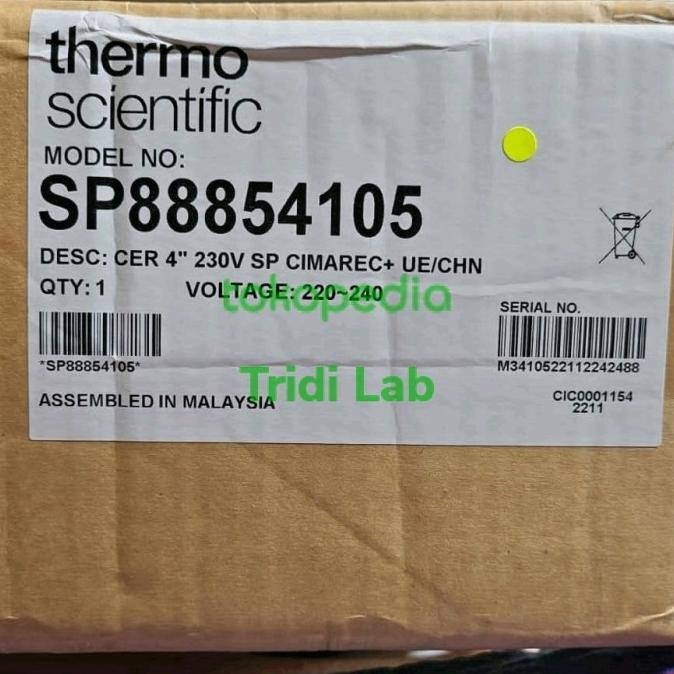 thermo
scientific
MODEL NO:
SP88854105
DESC: CER 4" 230V SP CIMAREC+ UE/CHN
QTY: 1 VOLTAGE: 220~240
tokopedia
SERIAL NO.
*SP88854105*
M3410522112242488
Tridi Lab
ASSEMBLED IN MALAYSIA
CIC0001154
2211